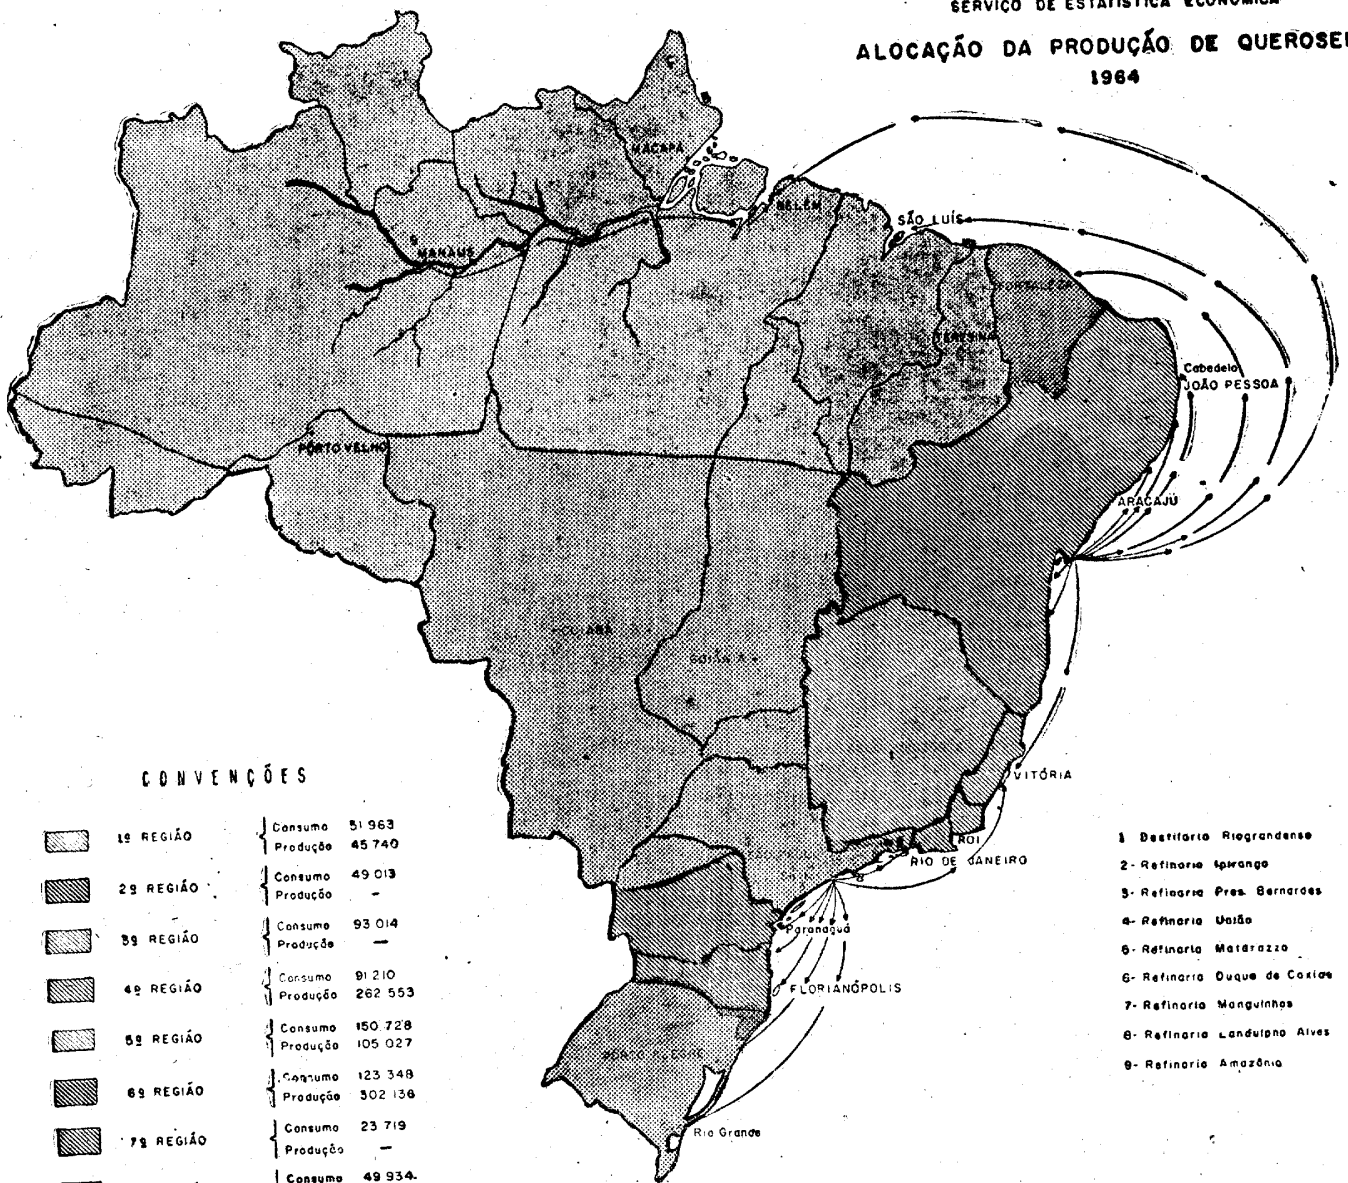 SERVIÇO DE ESTATÍSTICA ECONÔMICA
ALOCAÇÃO DA PRODUÇÃO DE QUEROSE
1964
MACAPÁ
BELÉM
SÃO LUÍS
MANAUS
FORTALEZA
TERESINA
Cabedelo
JOÃO PESSOA
PÔRTO VELHO
ARACAJÚ
CUIABÁ
GOIÂNIA
VITÓRIA
RIO DE JANEIRO
Paranaguá
FLORIANÓPOLIS
PÔRTO ALEGRE
Rio Grande
CONVENÇÕES
1ª REGIÃO Consumo 51 963
Produção 45 740
2ª REGIÃO Consumo 49 013
Produção –
3ª REGIÃO Consumo 93 014
Produção —
4ª REGIÃO Consumo 91 210
Produção 262 553
5ª REGIÃO Consumo 150 728
Produção 105 027
6ª REGIÃO Consumo 123 348
Produção 302 136
7ª REGIÃO Consumo 23 719
Produção —
Consumo 49 934
1 Destilaria Riograndense
2- Refinaria Ipiranga
3- Refinaria Pres. Bernardes
4- Refinaria União
5- Refinaria Matarazzo
6- Refinaria Duque de Caxias
7- Refinaria Manguinhos
8- Refinaria Landulpho Alves
9- Refinaria Amazônia